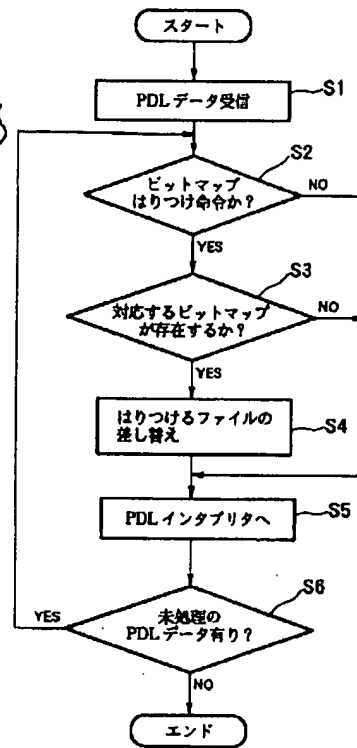 スタート
PDLデータ受信
S1
ビットマップ
はりつけ命令か?
S2
NO
YES
対応するビットマップ
が存在するか?
S3
NO
YES
はりつけるファイルの
差し替え
S4
PDLインタプリタへ
S5
未処理の
PDLデータ有り?
S6
YES
NO
エンド